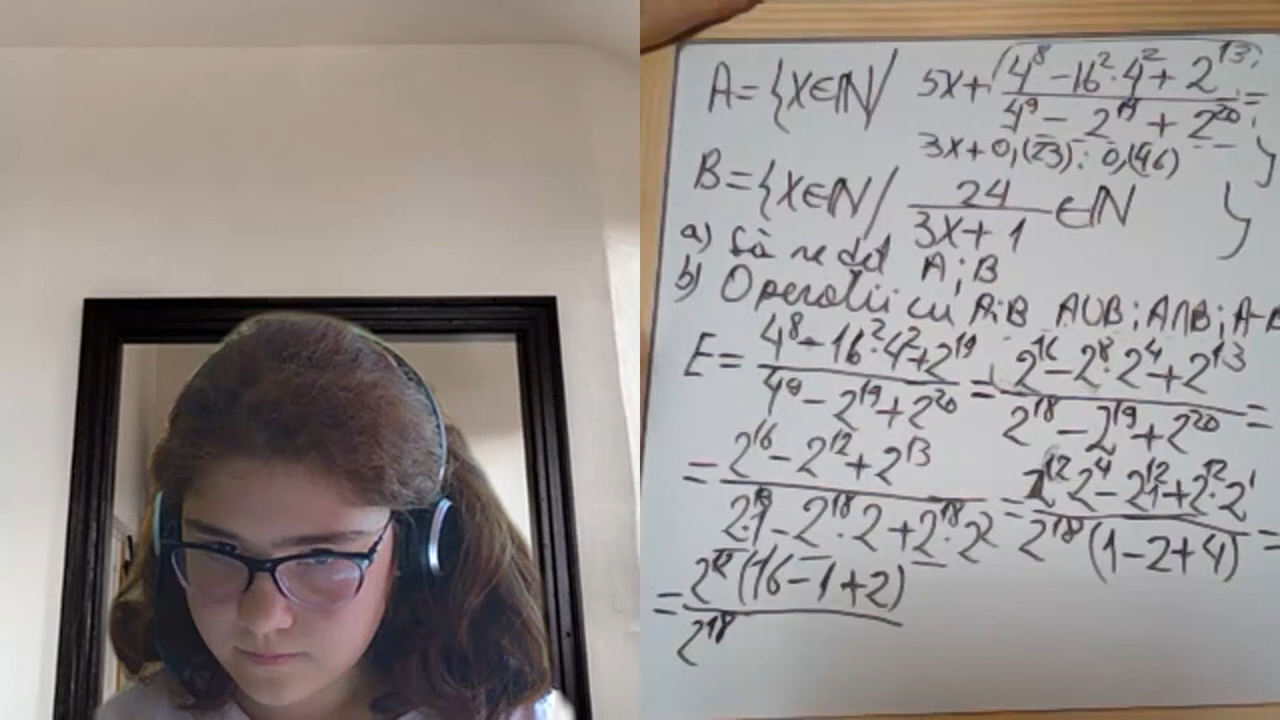 A={x∈ℕ/ 5x+√(4⁸-16²·4²+2¹³)/(4⁹-2¹⁹+2²⁰)=
3x+0,(23):0,(46) }
B={x∈ℕ/ 24/(3x+1) ∈ℕ }
a) Să se det A;B
b) Operații cu A;B A∪B;A∩B;A-B
E= (4⁸-16²·4²+2¹³)/(4⁹-2¹⁹+2²⁰) = (2¹⁶-2⁸·2⁴+2¹³)/(2¹⁸-2¹⁹+2²⁰) =
= (2¹⁶-2¹²+2¹³)/(2¹⁸·1-2¹⁸·2+2¹⁸·2²) = (2¹²·2⁴-2¹²·1+2¹²·2¹)/(2¹⁸(1-2+4)) =
= (2¹²(16-1+2))/2¹⁸